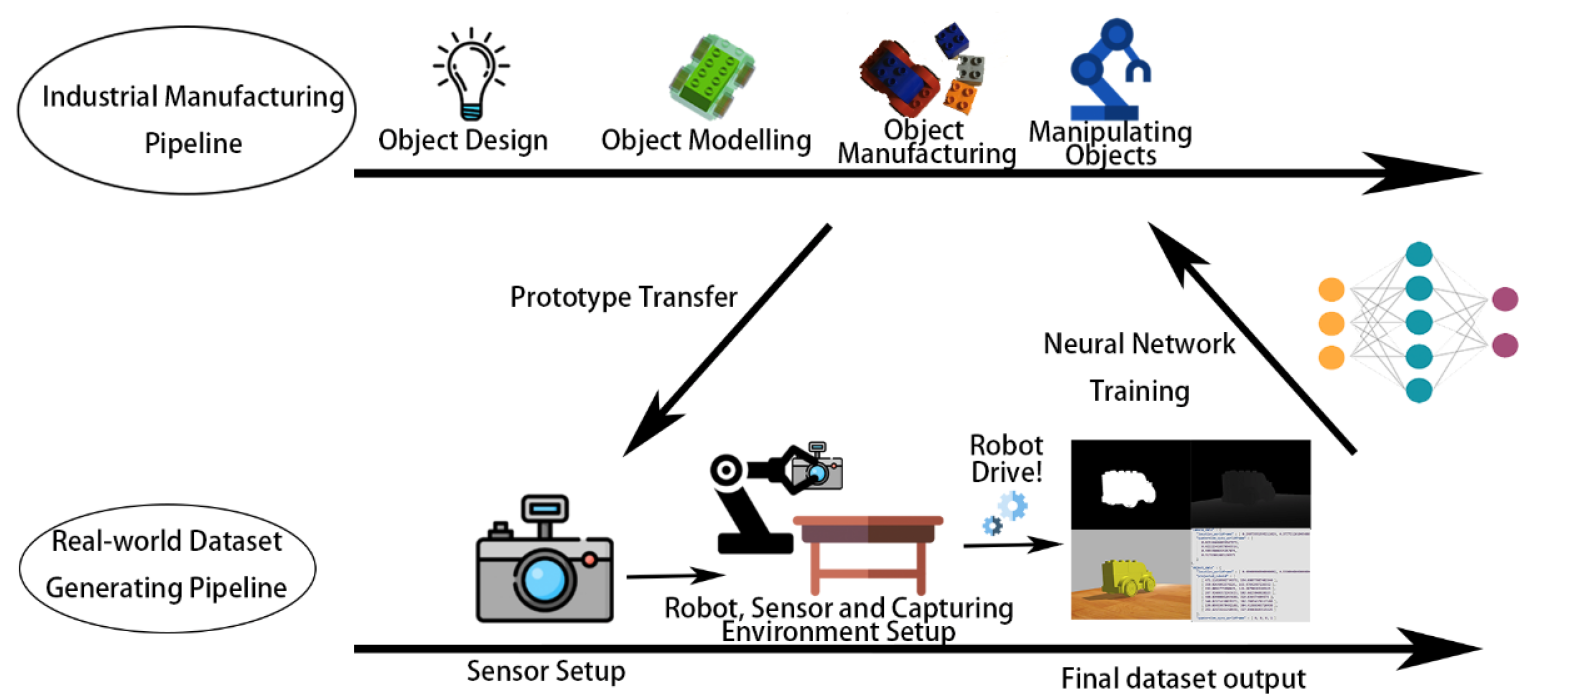 Industrial Manufacturing
Pipeline
Object Design
Object Modelling
Object
Manufacturing
Manipulating
Objects
Prototype Transfer
Neural Network
Training
Robot
Drive!
Real-world Dataset
Generating Pipeline
Robot, Sensor and Capturing
Environment Setup
Sensor Setup
Final dataset output